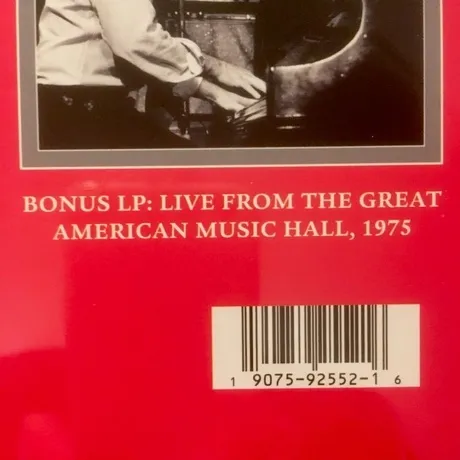 BONUS LP: LIVE FROM THE GREAT
AMERICAN MUSIC HALL, 1975
1 9075-92552-1 6